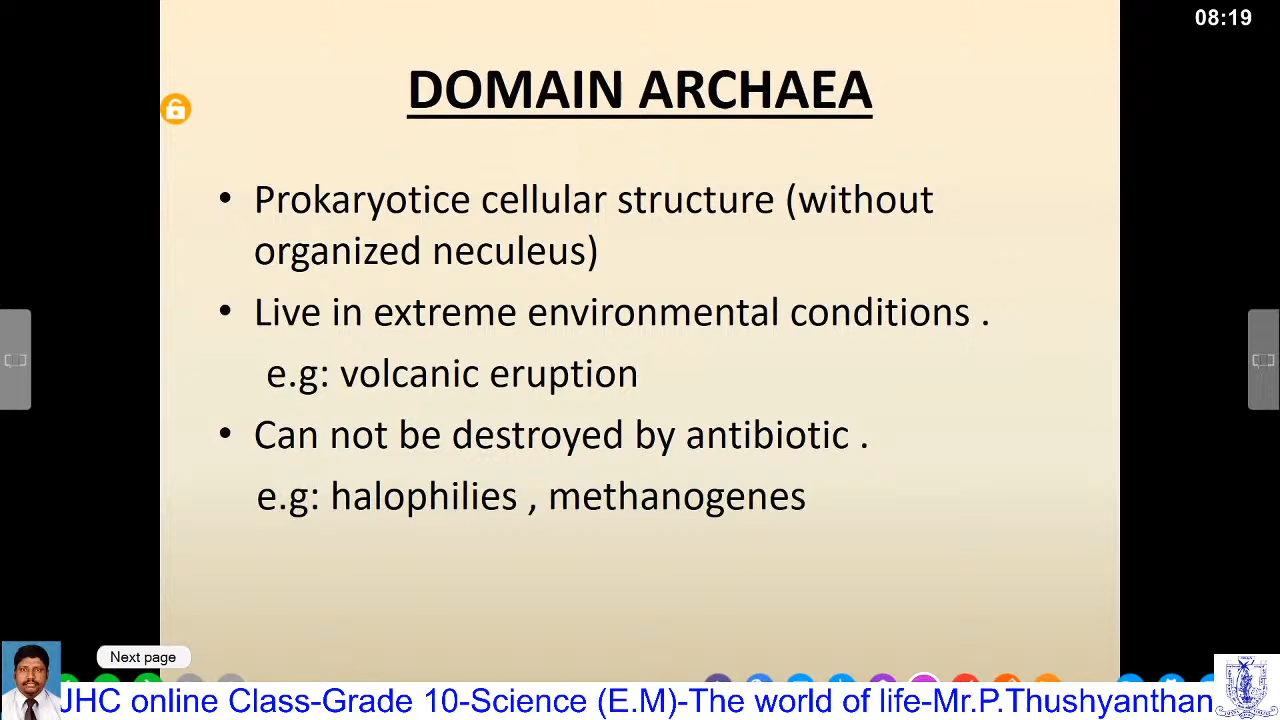 08:19
DOMAIN ARCHAEA
• Prokaryotice cellular structure (without
organized neculeus)
• Live in extreme environmental conditions .
e.g: volcanic eruption
• Can not be destroyed by antibiotic .
e.g: halophilies , methanogenes
Next page
JHC online Class-Grade 10-Science (E.M)-The world of life-Mr.P.Thushyanthan